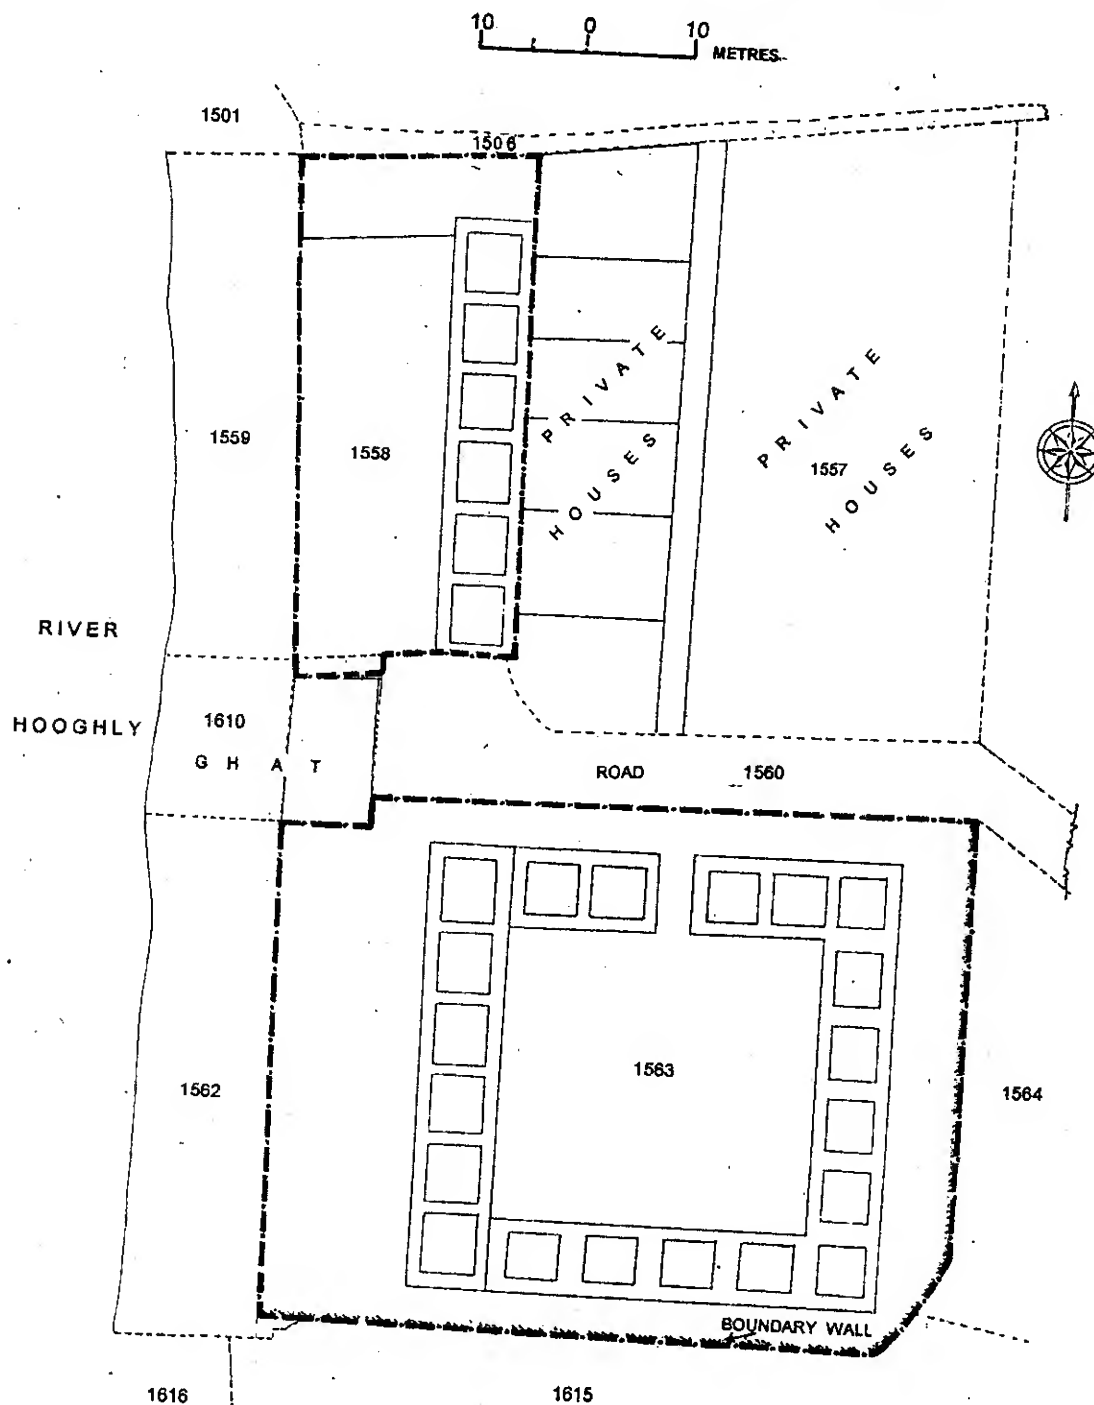 10 0 10
METRES
1501
1506
PRIVATE
HOUSES
PRIVATE
1557
HOUSES
1559
1558
RIVER
HOOGHLY
1610
GHAT
ROAD 1560
1563
1562
1564
BOUNDARY WALL
1616
1615